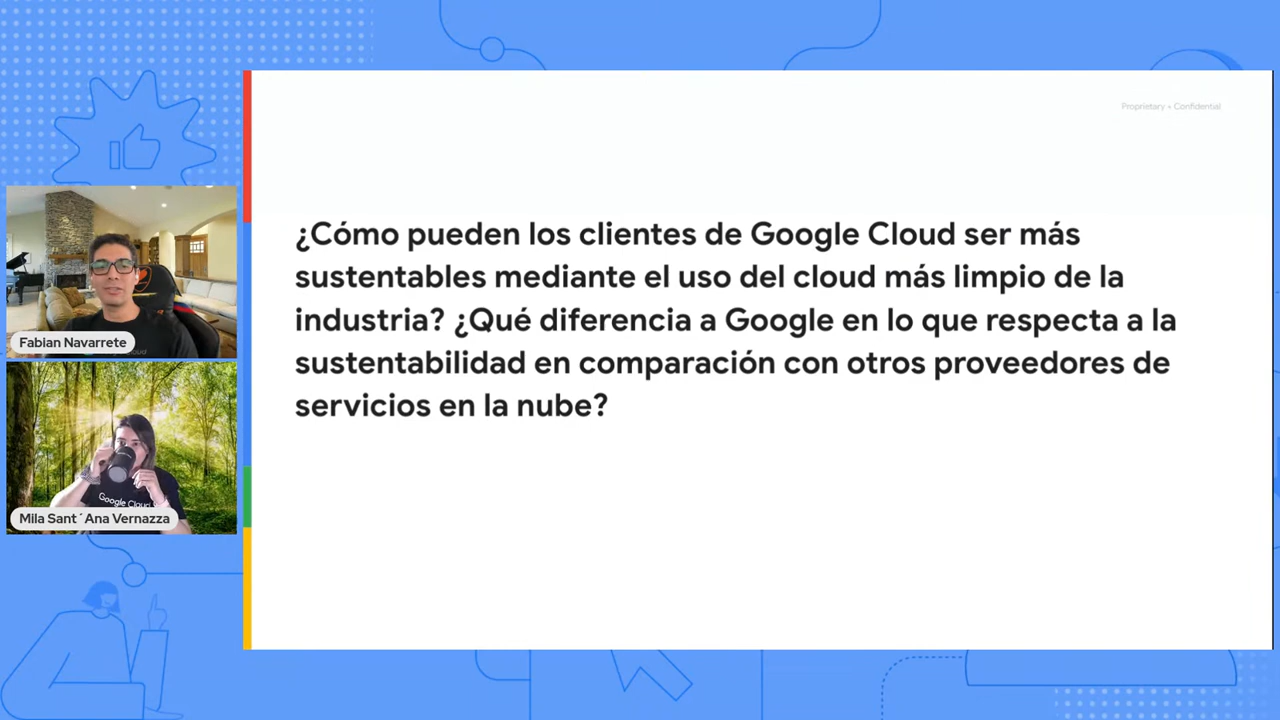 Proprietary • Confidential
¿Cómo pueden los clientes de Google Cloud ser más
sustentables mediante el uso del cloud más limpio de la
industria? ¿Qué diferencia a Google en lo que respecta a la
sustentabilidad en comparación con otros proveedores de
servicios en la nube?
Fabian Navarrete
Google Cloud
Mila Sant´Ana Vernazza